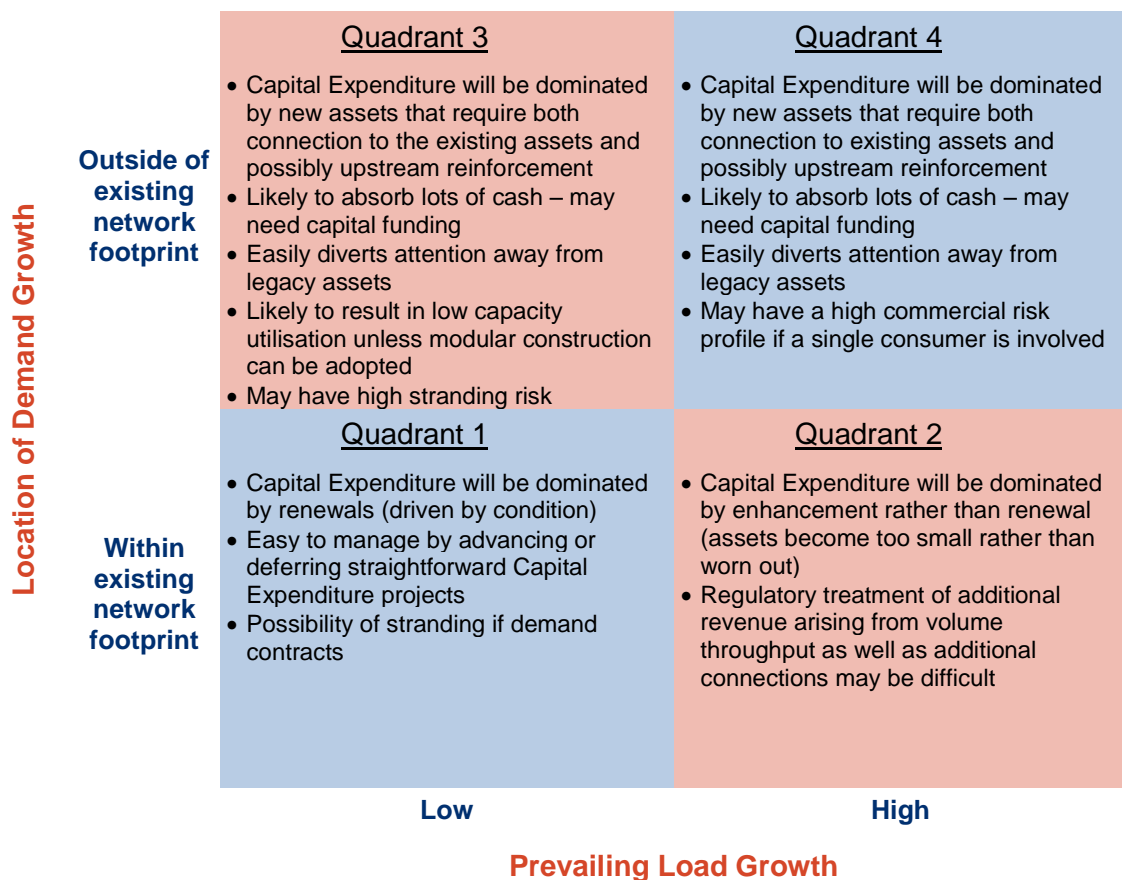 Location of Demand Growth
Outside of
existing
network
footprint
Quadrant 3
• Capital Expenditure will be dominated
by new assets that require both
connection to the existing assets and
possibly upstream reinforcement
• Likely to absorb lots of cash – may
need capital funding
• Easily diverts attention away from
legacy assets
• Likely to result in low capacity
utilisation unless modular construction
can be adopted
• May have high stranding risk
Quadrant 4
• Capital Expenditure will be dominated
by new assets that require both
connection to existing assets and
possibly upstream reinforcement
• Likely to absorb lots of cash – may
need capital funding
• Easily diverts attention away from
legacy assets
• May have a high commercial risk
profile if a single consumer is involved
Within
existing
network
footprint
Quadrant 1
• Capital Expenditure will be dominated
by renewals (driven by condition)
• Easy to manage by advancing or
deferring straightforward Capital
Expenditure projects
• Possibility of stranding if demand
contracts
Quadrant 2
• Capital Expenditure will be dominated
by enhancement rather than renewal
(assets become too small rather than
worn out)
• Regulatory treatment of additional
revenue arising from volume
throughput as well as additional
connections may be difficult
Low
High
Prevailing Load Growth